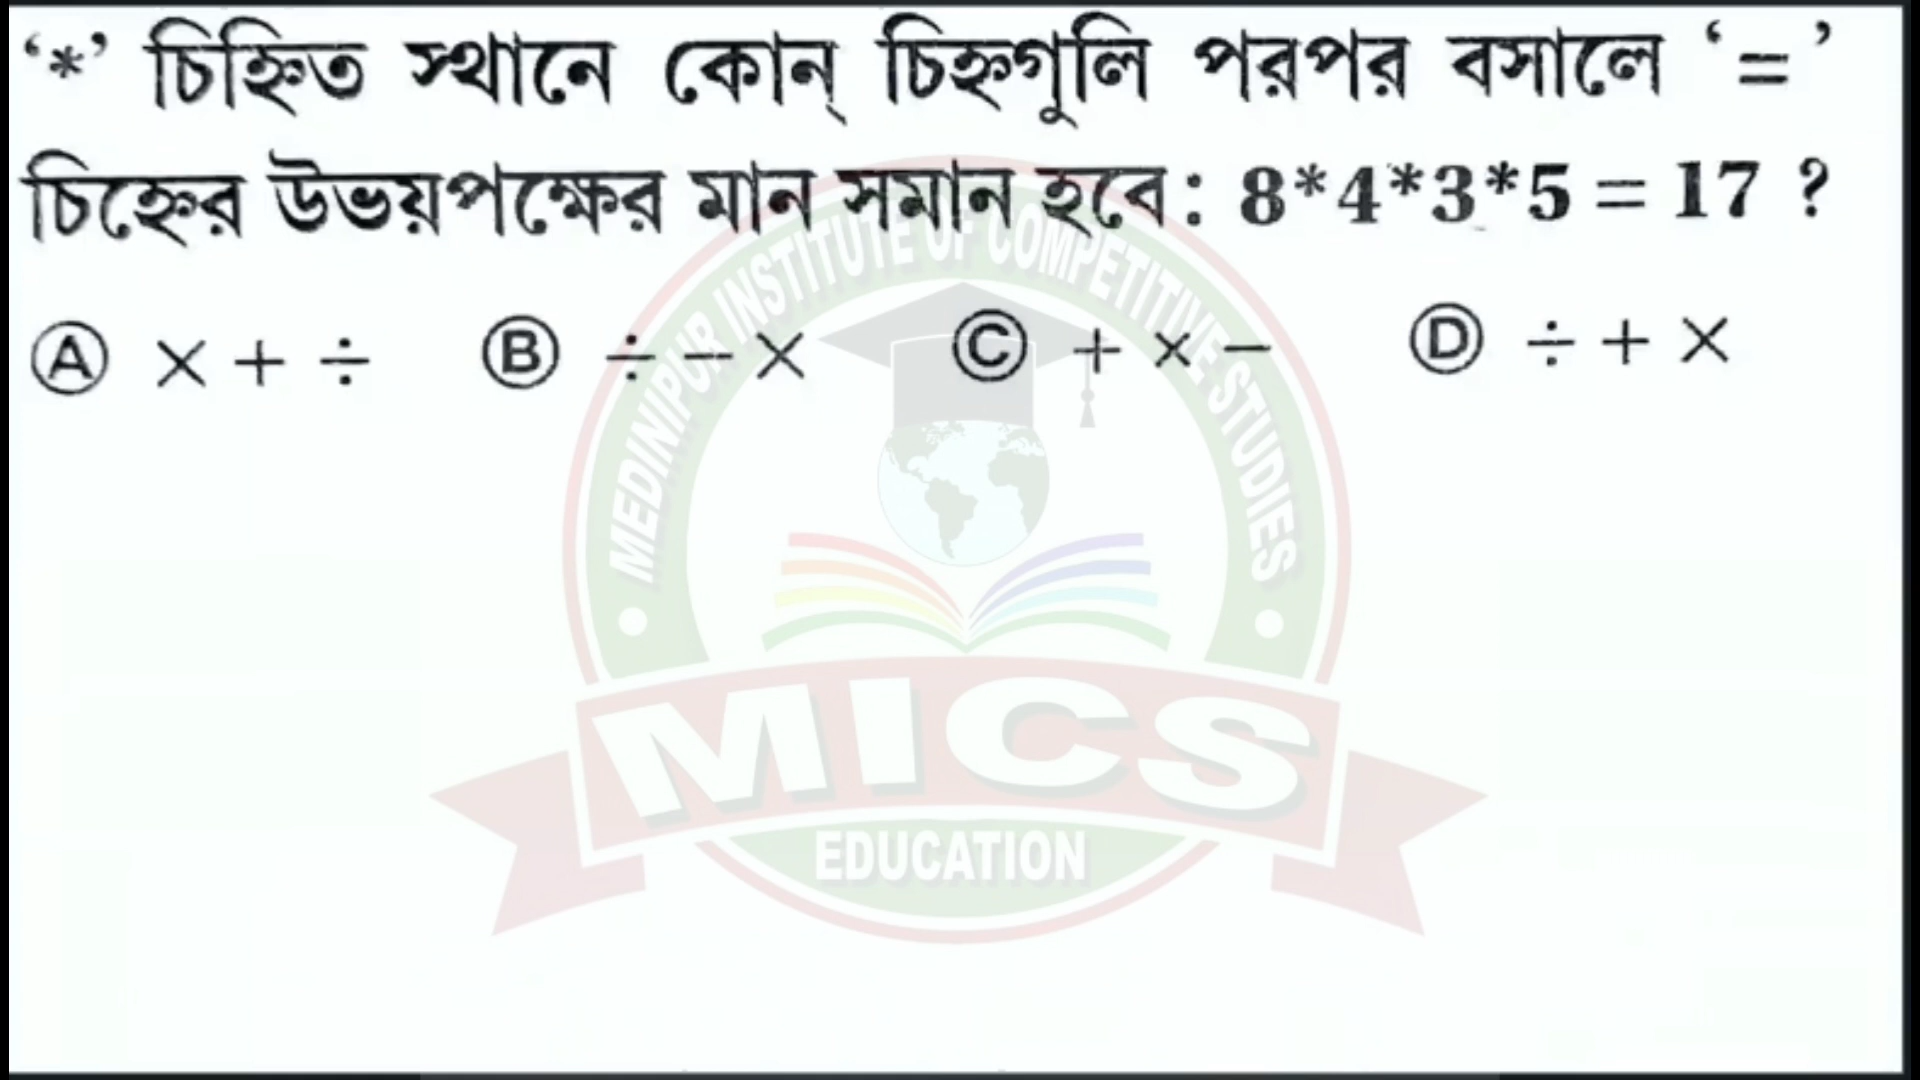 ‘*’ চিহ্নিত স্থানে কোন্ চিহ্নগুলি পরপর বসালে ‘=’
চিহ্নের উভয়পক্ষের মান সমান হবে: 8*4*3*5 = 17 ?
Ⓐ × + ÷ Ⓑ ÷ − × Ⓒ + × − Ⓓ ÷ + ×
MEDINIPUR INSTITUTE OF COMPETITIVE STUDIES
MICS
EDUCATION